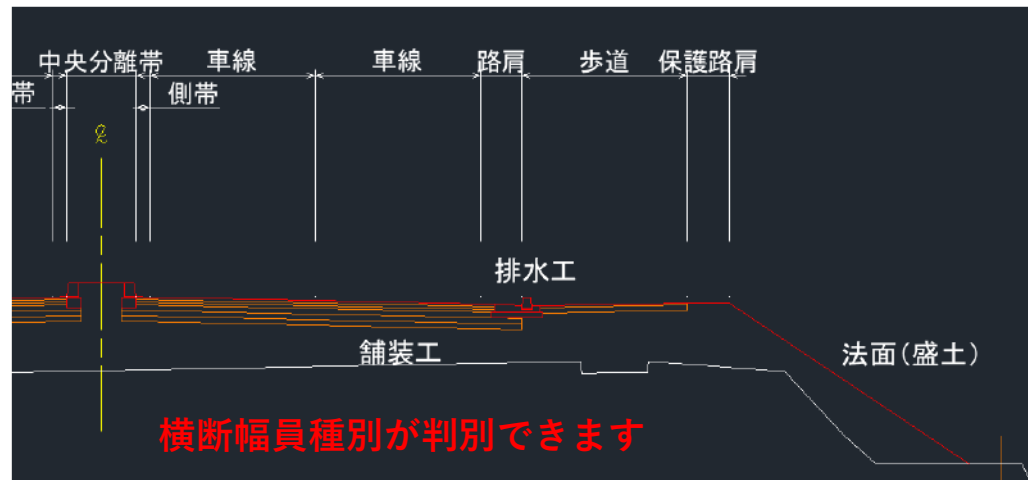 中央分離帯 車線 車線 路肩 歩道 保護路肩
帯 側帯
℄
排水工
舗装工 法面(盛土)
横断幅員種別が判別できます